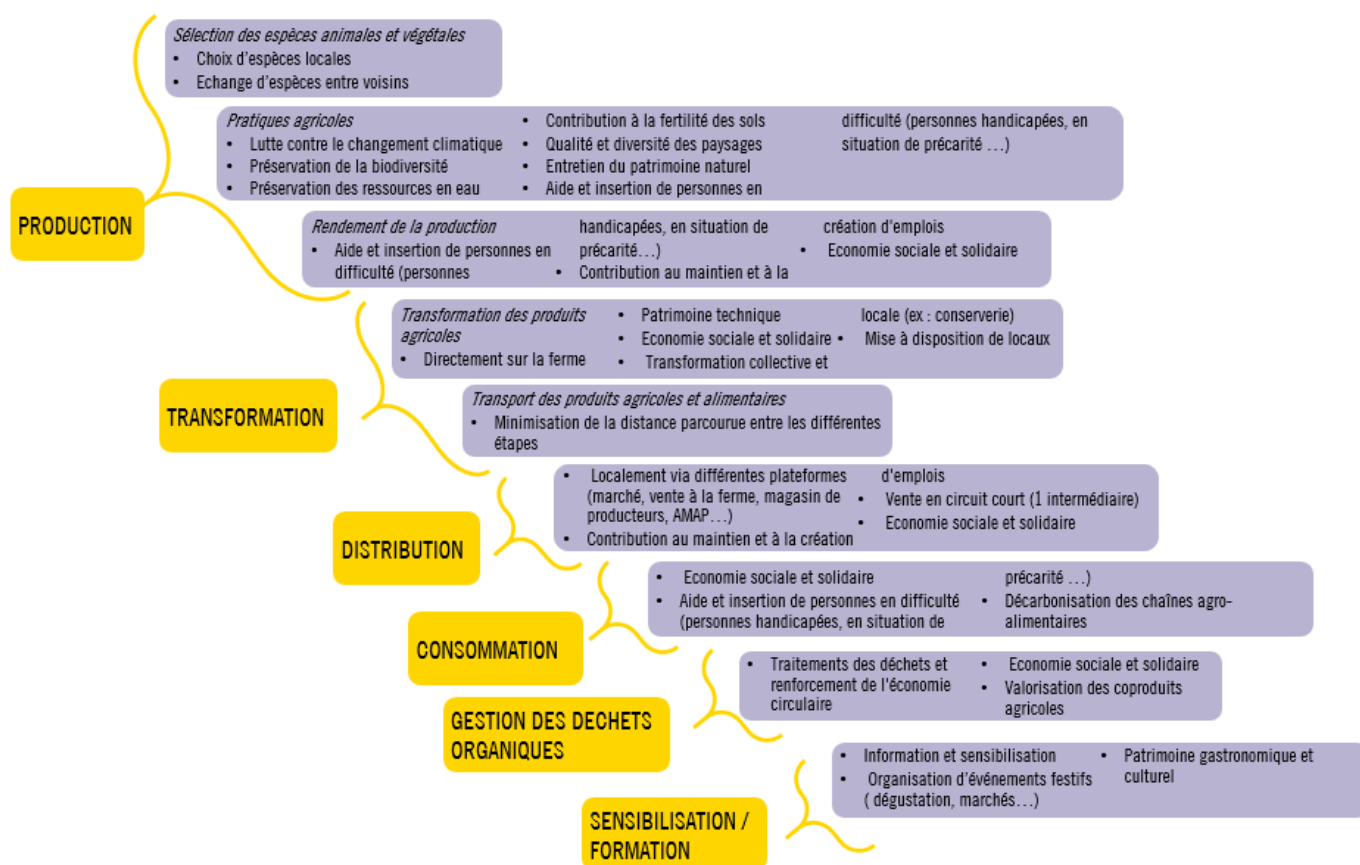 Sélection des espèces animales et végétales
• Choix d'espèces locales
• Echange d'espèces entre voisins
Pratiques agricoles
• Lutte contre le changement climatique
• Préservation de la biodiversité
• Préservation des ressources en eau
• Contribution à la fertilité des sols
• Qualité et diversité des paysages
• Entretien du patrimoine naturel
• Aide et insertion de personnes en
difficulté (personnes handicapées, en
situation de précarité …)
PRODUCTION
Rendement de la production
• Aide et insertion de personnes en
difficulté (personnes
handicapées, en situation de
précarité…)
• Contribution au maintien et à la
création d'emplois
• Economie sociale et solidaire
Transformation des produits
agricoles
• Directement sur la ferme
• Patrimoine technique
• Economie sociale et solidaire
• Transformation collective et
locale (ex : conserverie)
• Mise à disposition de locaux
TRANSFORMATION
Transport des produits agricoles et alimentaires
• Minimisation de la distance parcourue entre les différentes
étapes
DISTRIBUTION
• Localement via différentes plateformes
(marché, vente à la ferme, magasin de
producteurs, AMAP…)
• Contribution au maintien et à la création
d'emplois
• Vente en circuit court (1 intermédiaire)
• Economie sociale et solidaire
CONSOMMATION
• Economie sociale et solidaire
• Aide et insertion de personnes en difficulté
(personnes handicapées, en situation de
précarité …)
• Décarbonisation des chaînes agro-
alimentaires
GESTION DES DECHETS
ORGANIQUES
• Traitements des déchets et
renforcement de l'économie
circulaire
• Economie sociale et solidaire
• Valorisation des coproduits
agricoles
SENSIBILISATION /
FORMATION
• Information et sensibilisation
• Organisation d'événements festifs
( dégustation, marchés…)
• Patrimoine gastronomique et
culturel